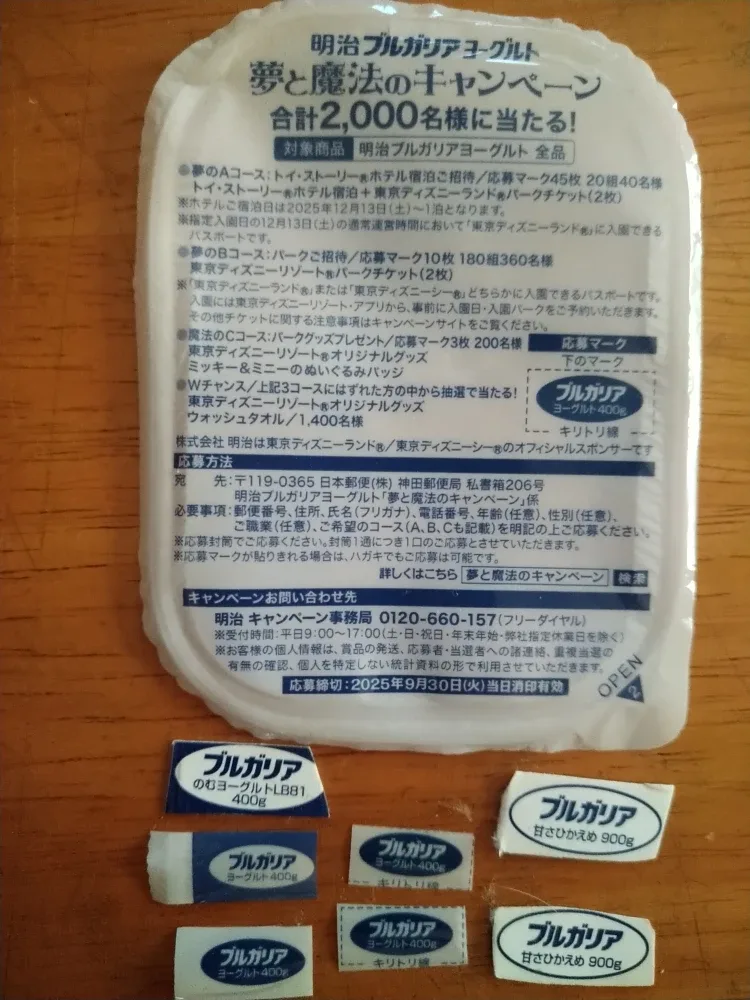 明治ブルガリアヨーグルト
夢と魔法のキャンペーン
合計2,000名様に当たる!
対象商品 明治ブルガリアヨーグルト 全品
●夢のAコース:トイ・ストーリー®ホテル宿泊ご招待/応募マーク45枚 20組40名様
トイ・ストーリー®ホテル宿泊+東京ディズニーランド®パークチケット(2枚)
※ホテルご宿泊日は2025年12月13日(土)〜1泊となります。
※指定入園日の12月13日(土)の通常運営時間において「東京ディズニーランド®」に入園できる
パスポートです。
●夢のBコース:パークご招待/応募マーク10枚 180組360名様
東京ディズニーリゾート®パークチケット(2枚)
※「東京ディズニーランド®」または「東京ディズニーシー®」どちらかに入園できるパスポートです。
入園には東京ディズニーリゾート・アプリから、事前に入園日・入園パークをご予約いただきます。
その他チケットに関する注意事項はキャンペーンサイトをご覧ください。
●魔法のCコース:パークグッズプレゼント/応募マーク3枚 200名様
東京ディズニーリゾート®オリジナルグッズ
ミッキー&ミニーのぬいぐるみバッジ
●Wチャンス/上記3コースにはずれた方の中から抽選で当たる!
東京ディズニーリゾート®オリジナルグッズ
ウォッシュタオル/1,400名様
応募マーク
下のマーク
ブルガリア
ヨーグルト400g
キリトリ線
株式会社 明治は東京ディズニーランド®/東京ディズニーシー®のオフィシャルスポンサーです
応募方法
宛 先:〒119-0365 日本郵便(株) 神田郵便局 私書箱206号
明治ブルガリアヨーグルト「夢と魔法のキャンペーン」係
必要事項:郵便番号、住所、氏名(フリガナ)、電話番号、年齢(任意)、性別(任意)、
ご職業(任意)、ご希望のコース(A、B、Cも記載)を明記の上ご応募ください。
※応募封筒でご応募ください。封筒1通につき1口のご応募とさせていただきます。
※応募マークが貼りきれる場合は、ハガキでもご応募は可能です。
詳しくはこちら 夢と魔法のキャンペーン 検索
キャンペーンお問い合わせ先
明治 キャンペーン事務局 0120-660-157(フリーダイヤル)
※受付時間:平日9:00〜17:00(土・日・祝日・年末年始・弊社指定休業日を除く)
※お客様の個人情報は、賞品の発送、応募者・当選者への諸連絡、重複当選の
有無の確認、個人を特定しない統計資料の形で利用させていただきます。
応募締切:2025年9月30日(火)当日消印有効
OPEN
2
ブルガリア
のむヨーグルトLB81
400g
ブルガリア
甘さひかえめ 900g
ブルガリア
ヨーグルト400g
ブルガリア
ヨーグルト400g
キリトリ線
ブルガリア
ヨーグルト400g
ブルガリア
ヨーグルト400g
キリトリ線
ブルガリア
甘さひかえめ 900g